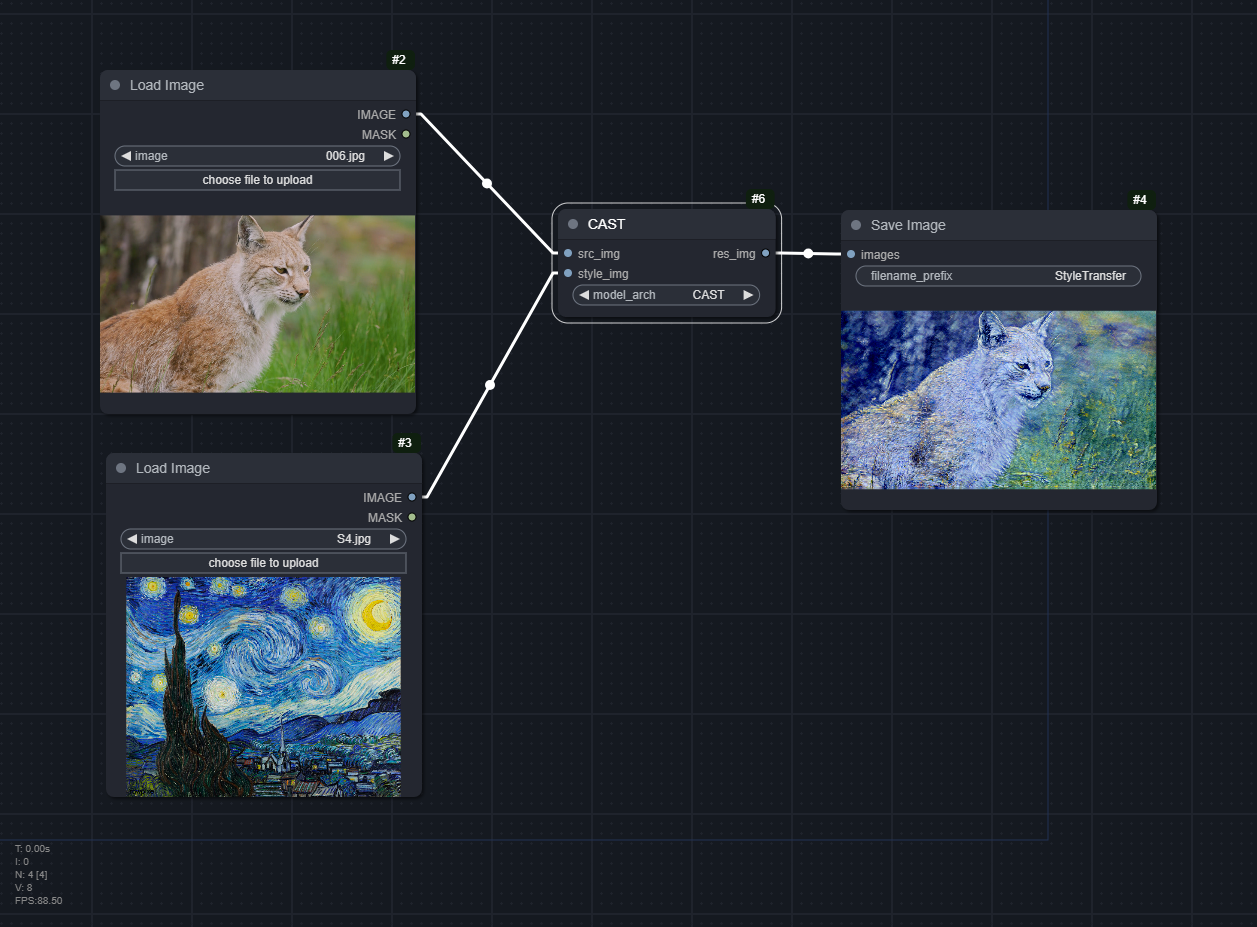 #2
Load Image
IMAGE
MASK
image 006.jpg
choose file to upload
#6
CAST
src_img res_img
style_img
model_arch CAST
#4
Save Image
images
filename_prefix StyleTransfer
#3
Load Image
IMAGE
MASK
image S4.jpg
choose file to upload
T: 0.00s
I: 0
N: 4 [4]
V: 8
FPS:88.50